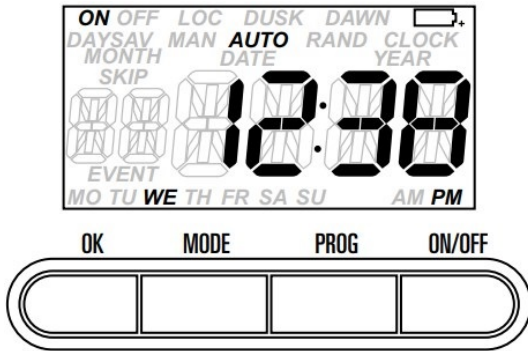 ON OFF LOC DUSK DAWN +
DAYSAV MAN AUTO RAND CLOCK
MONTH DATE YEAR
SKIP
12:38
EVENT
MO TU WE TH FR SA SU AM PM
OK MODE PROG ON/OFF